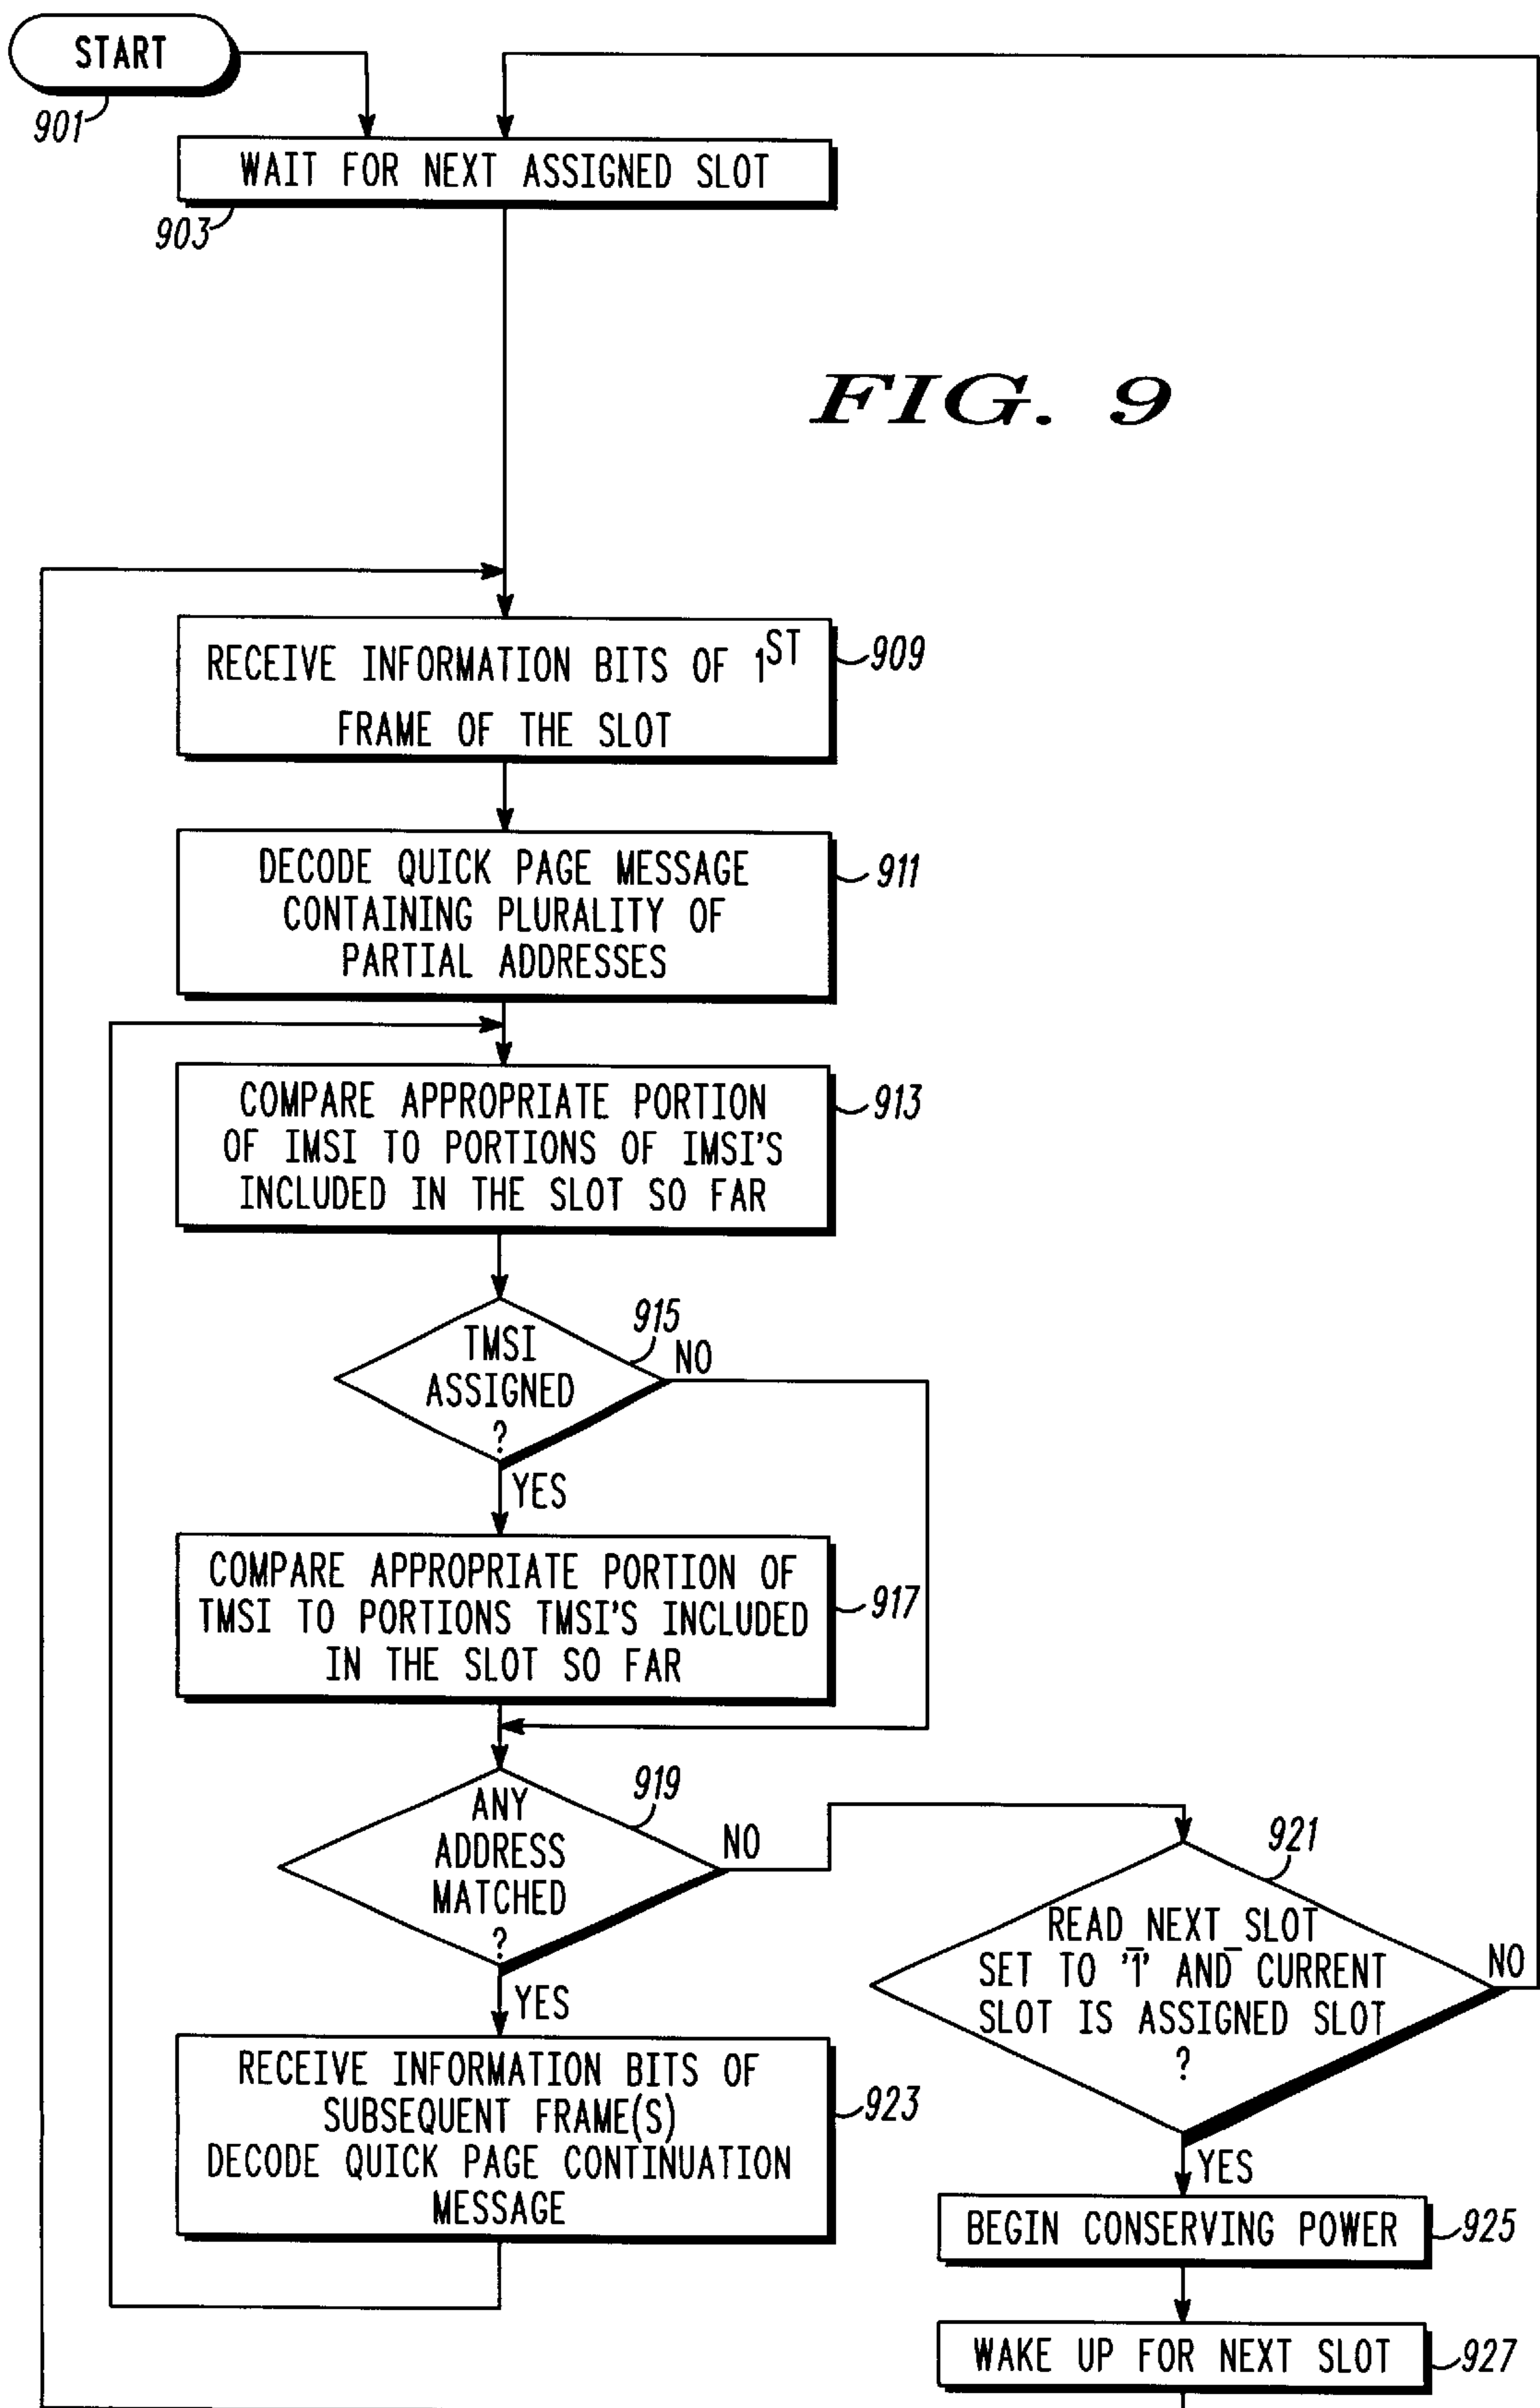 START
901
WAIT FOR NEXT ASSIGNED SLOT
903
FIG. 9
RECEIVE INFORMATION BITS OF 1ST
FRAME OF THE SLOT
909
DECODE QUICK PAGE MESSAGE
CONTAINING PLURALITY OF
PARTIAL ADDRESSES
911
COMPARE APPROPRIATE PORTION
OF IMSI TO PORTIONS OF IMSI'S
INCLUDED IN THE SLOT SO FAR
913
TMSI
ASSIGNED
?
915
NO
YES
COMPARE APPROPRIATE PORTION OF
TMSI TO PORTIONS TMSI'S INCLUDED
IN THE SLOT SO FAR
917
ANY
ADDRESS
MATCHED
?
919
NO
YES
921
READ_NEXT_SLOT
SET TO '1' AND CURRENT
SLOT IS ASSIGNED SLOT
?
NO
YES
RECEIVE INFORMATION BITS OF
SUBSEQUENT FRAME(S)
DECODE QUICK PAGE CONTINUATION
MESSAGE
923
BEGIN CONSERVING POWER
925
WAKE UP FOR NEXT SLOT
927